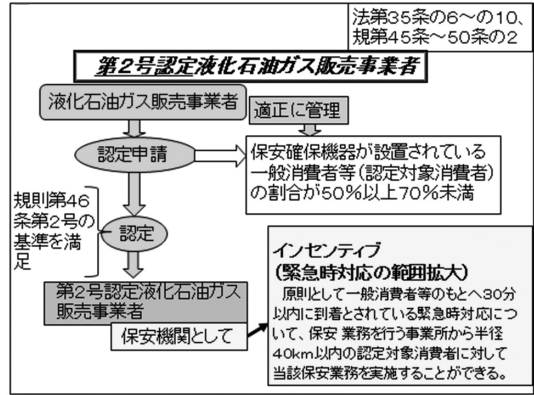 法第35条の6～の10、
規第45条～50条の2
第2号認定液化石油ガス販売事業者
液化石油ガス販売事業者
適正に管理
認定申請
保安確保機器が設置されている
一般消費者等（認定対象消費者）
の割合が50％以上70％未満
規則第46
条第2号の
基準を満
足
認定
第2号認定液化石油ガス
販売事業者
保安機関として
インセンティブ
（緊急時対応の範囲拡大）
原則として一般消費者等のもとへ30分
以内に到着とされている緊急時対応につ
いて、保安 業務を行う事業所から半径
40km以内の認定対象消費者に対して
当該保安業務を実施することができる。